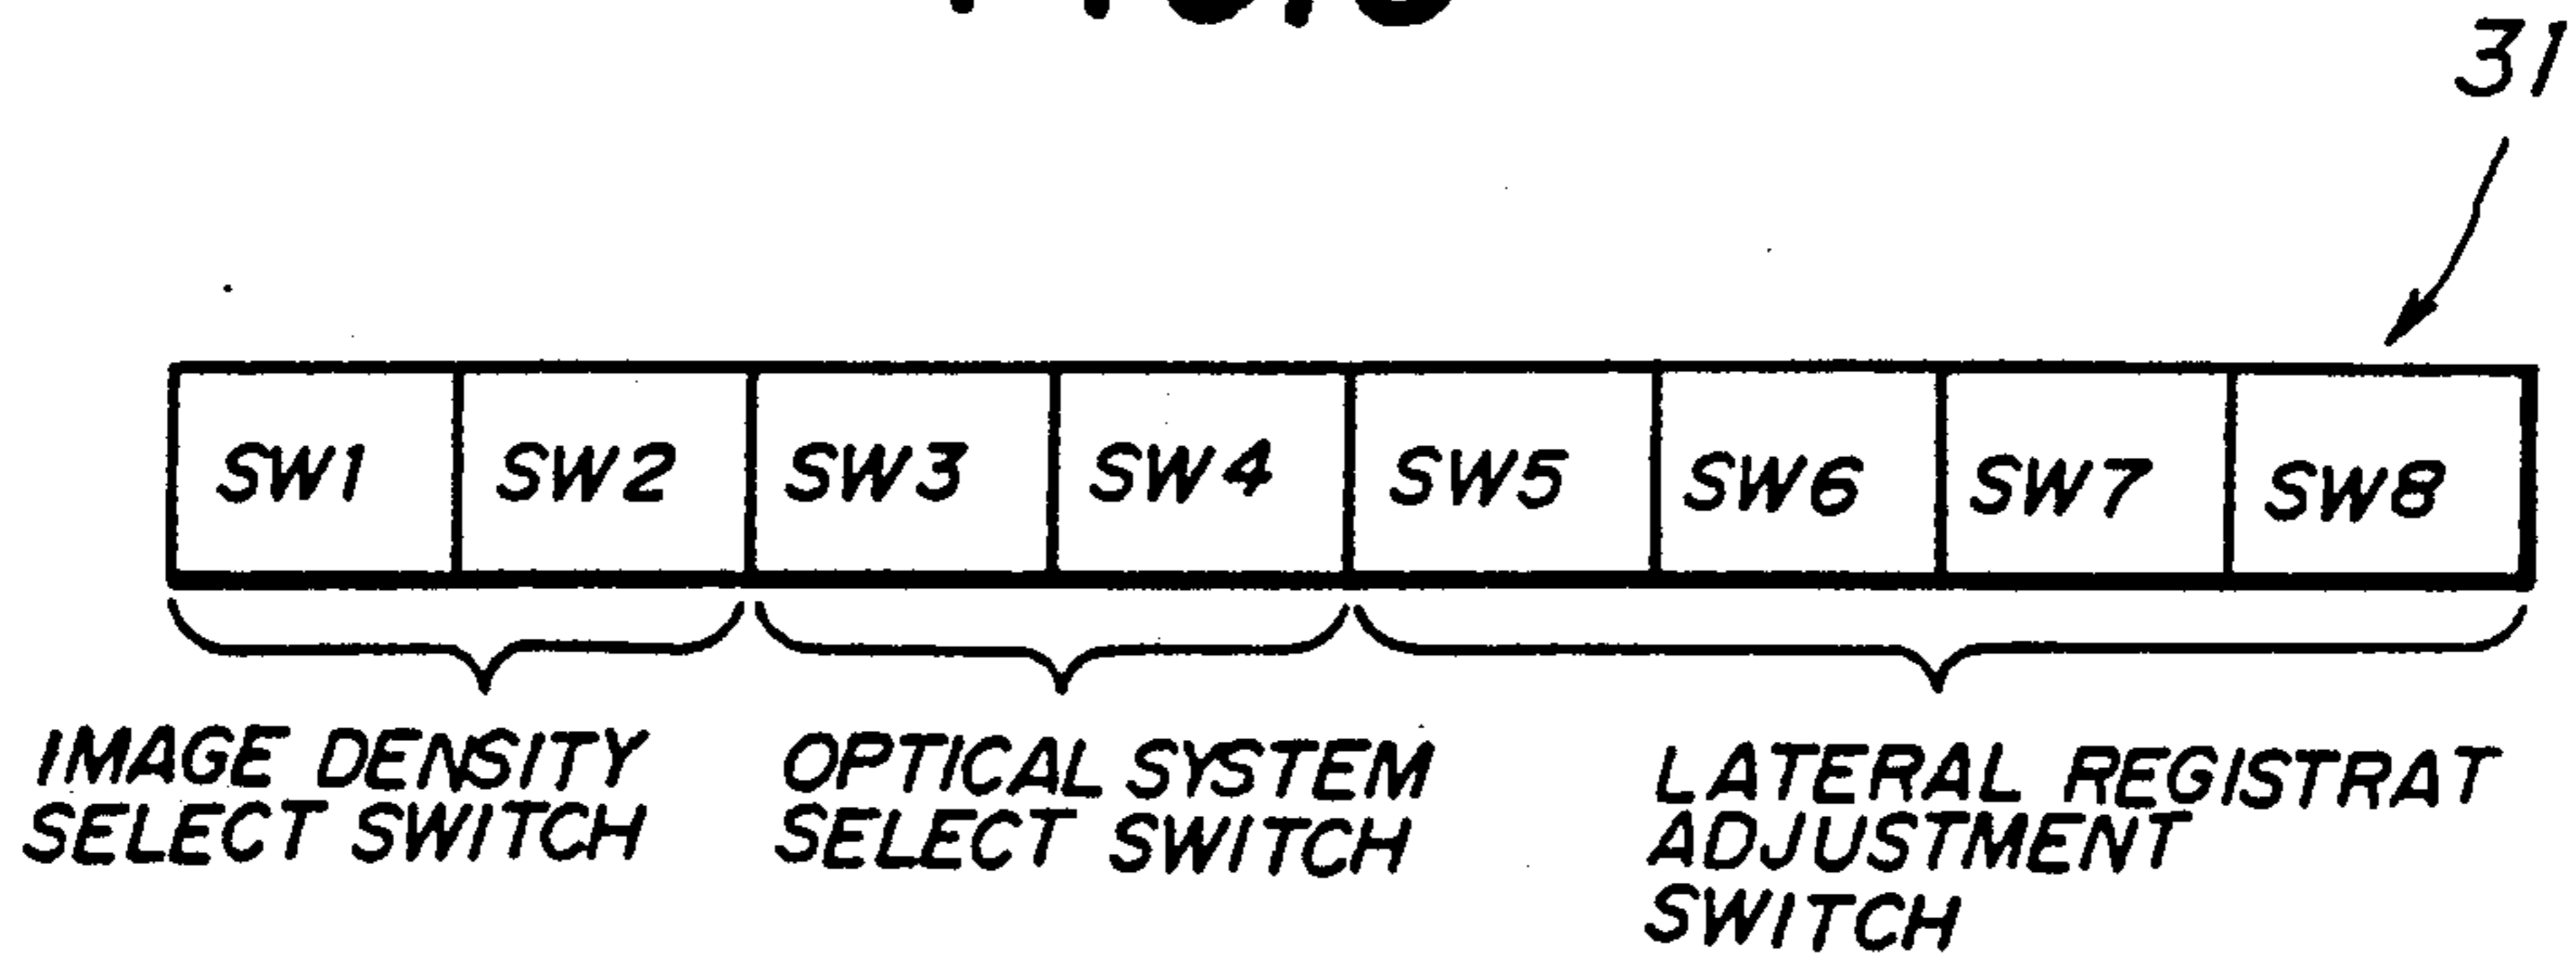 31
SW1 SW2 SW3 SW4 SW5 SW6 SW7 SW8
IMAGE DENSITY
SELECT SWITCH
OPTICAL SYSTEM
SELECT SWITCH
LATERAL REGISTRAT
ADJUSTMENT
SWITCH